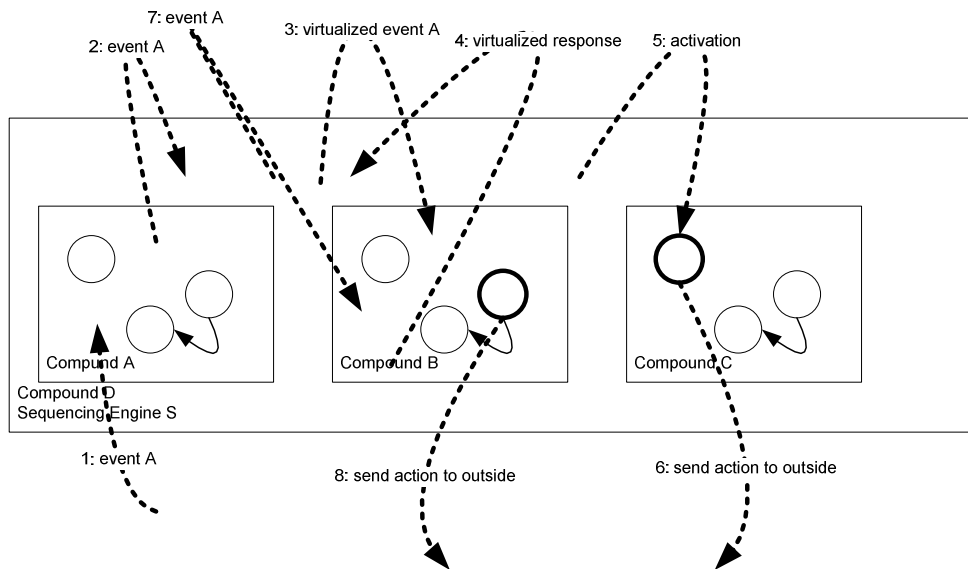 7: event A
2: event A
3: virtualized event A
4: virtualized response
5: activation
Compund A
Compound B
Compound C
Compound D
Sequencing Engine S
1: event A
8: send action to outside
6: send action to outside